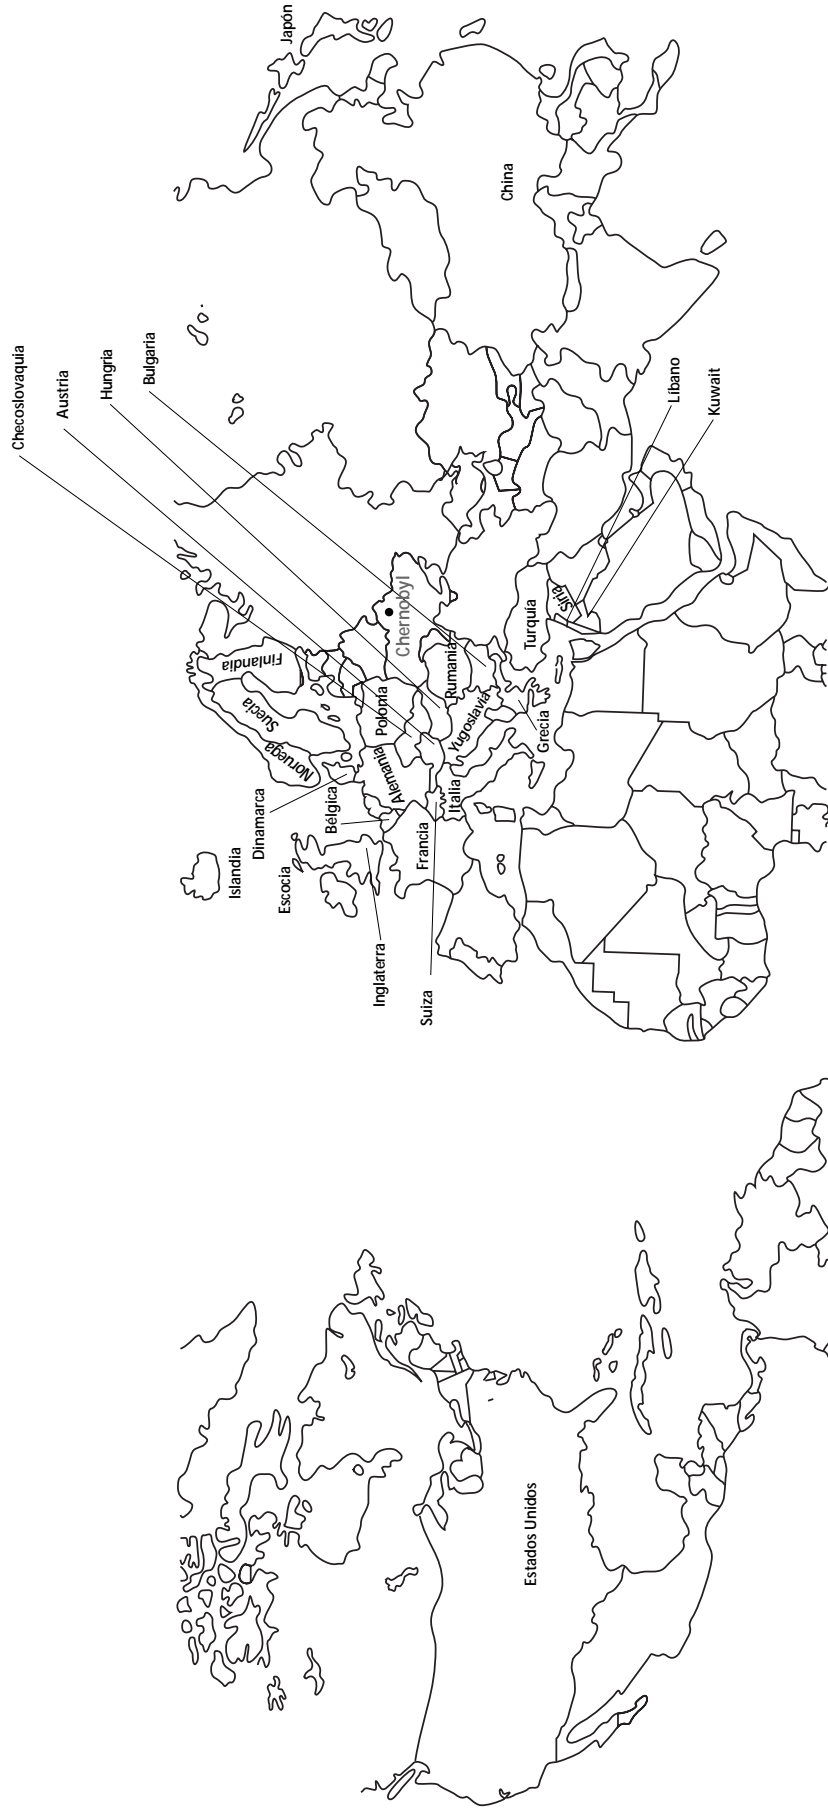 Japón
China
Checoslovaquia
Austria
Hungria
Bulgaria
Líbano
Kuwait
Chernobyl
Siria
Turquía
Finlandia
Suecia
Noruega
Polonia
Rumania
Yugoslavia
Grecia
Dinamarca
Bélgica
Alemania
Italia
Francia
Islandia
Escocia
Inglaterra
Suiza
Estados Unidos